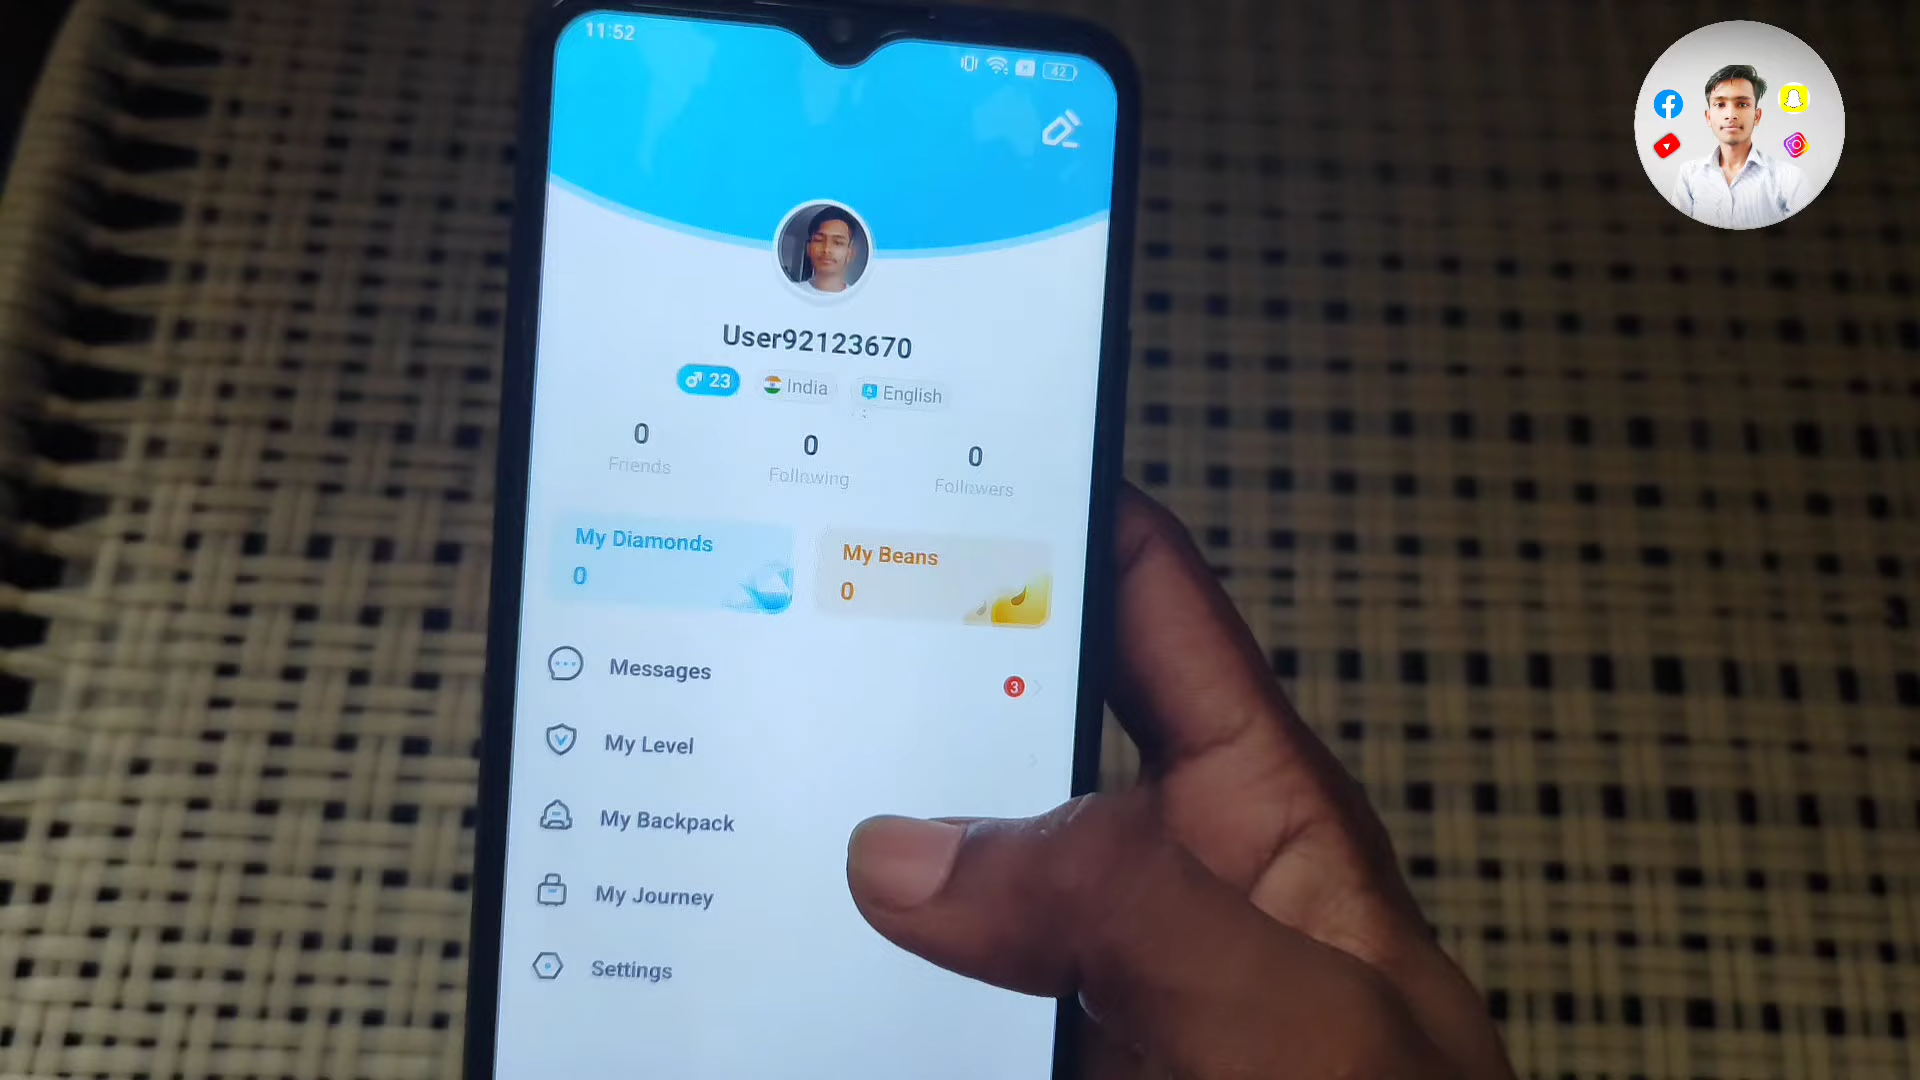 11:52
42
User92123670
23
India
English
0
0
0
Friends
Following
Followers
My Diamonds
My Beans
0
0
Messages
3
My Level
My Backpack
My Journey
Settings